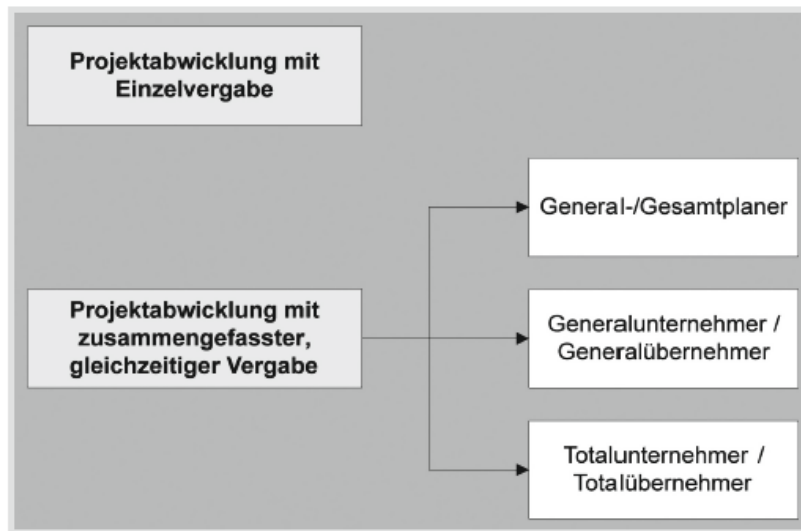 Projektabwicklung mit
Einzelvergabe
General-/Gesamtplaner
Projektabwicklung mit
zusammengefasster,
gleichzeitiger Vergabe
Generalunternehmer /
Generalübernehmer
Totalunternehmer /
Totalübernehmer